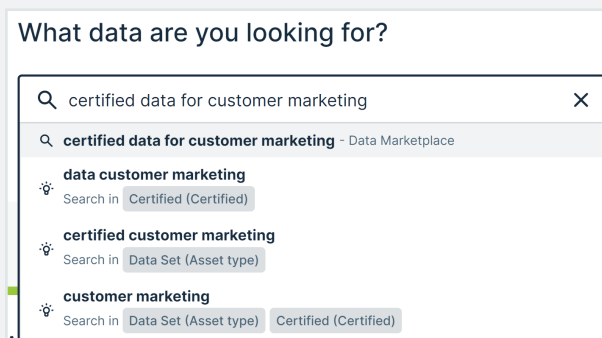 What data are you looking for?
certified data for customer marketing
certified data for customer marketing - Data Marketplace
data customer marketing
Search in Certified (Certified)
certified customer marketing
Search in Data Set (Asset type)
customer marketing
Search in Data Set (Asset type) Certified (Certified)